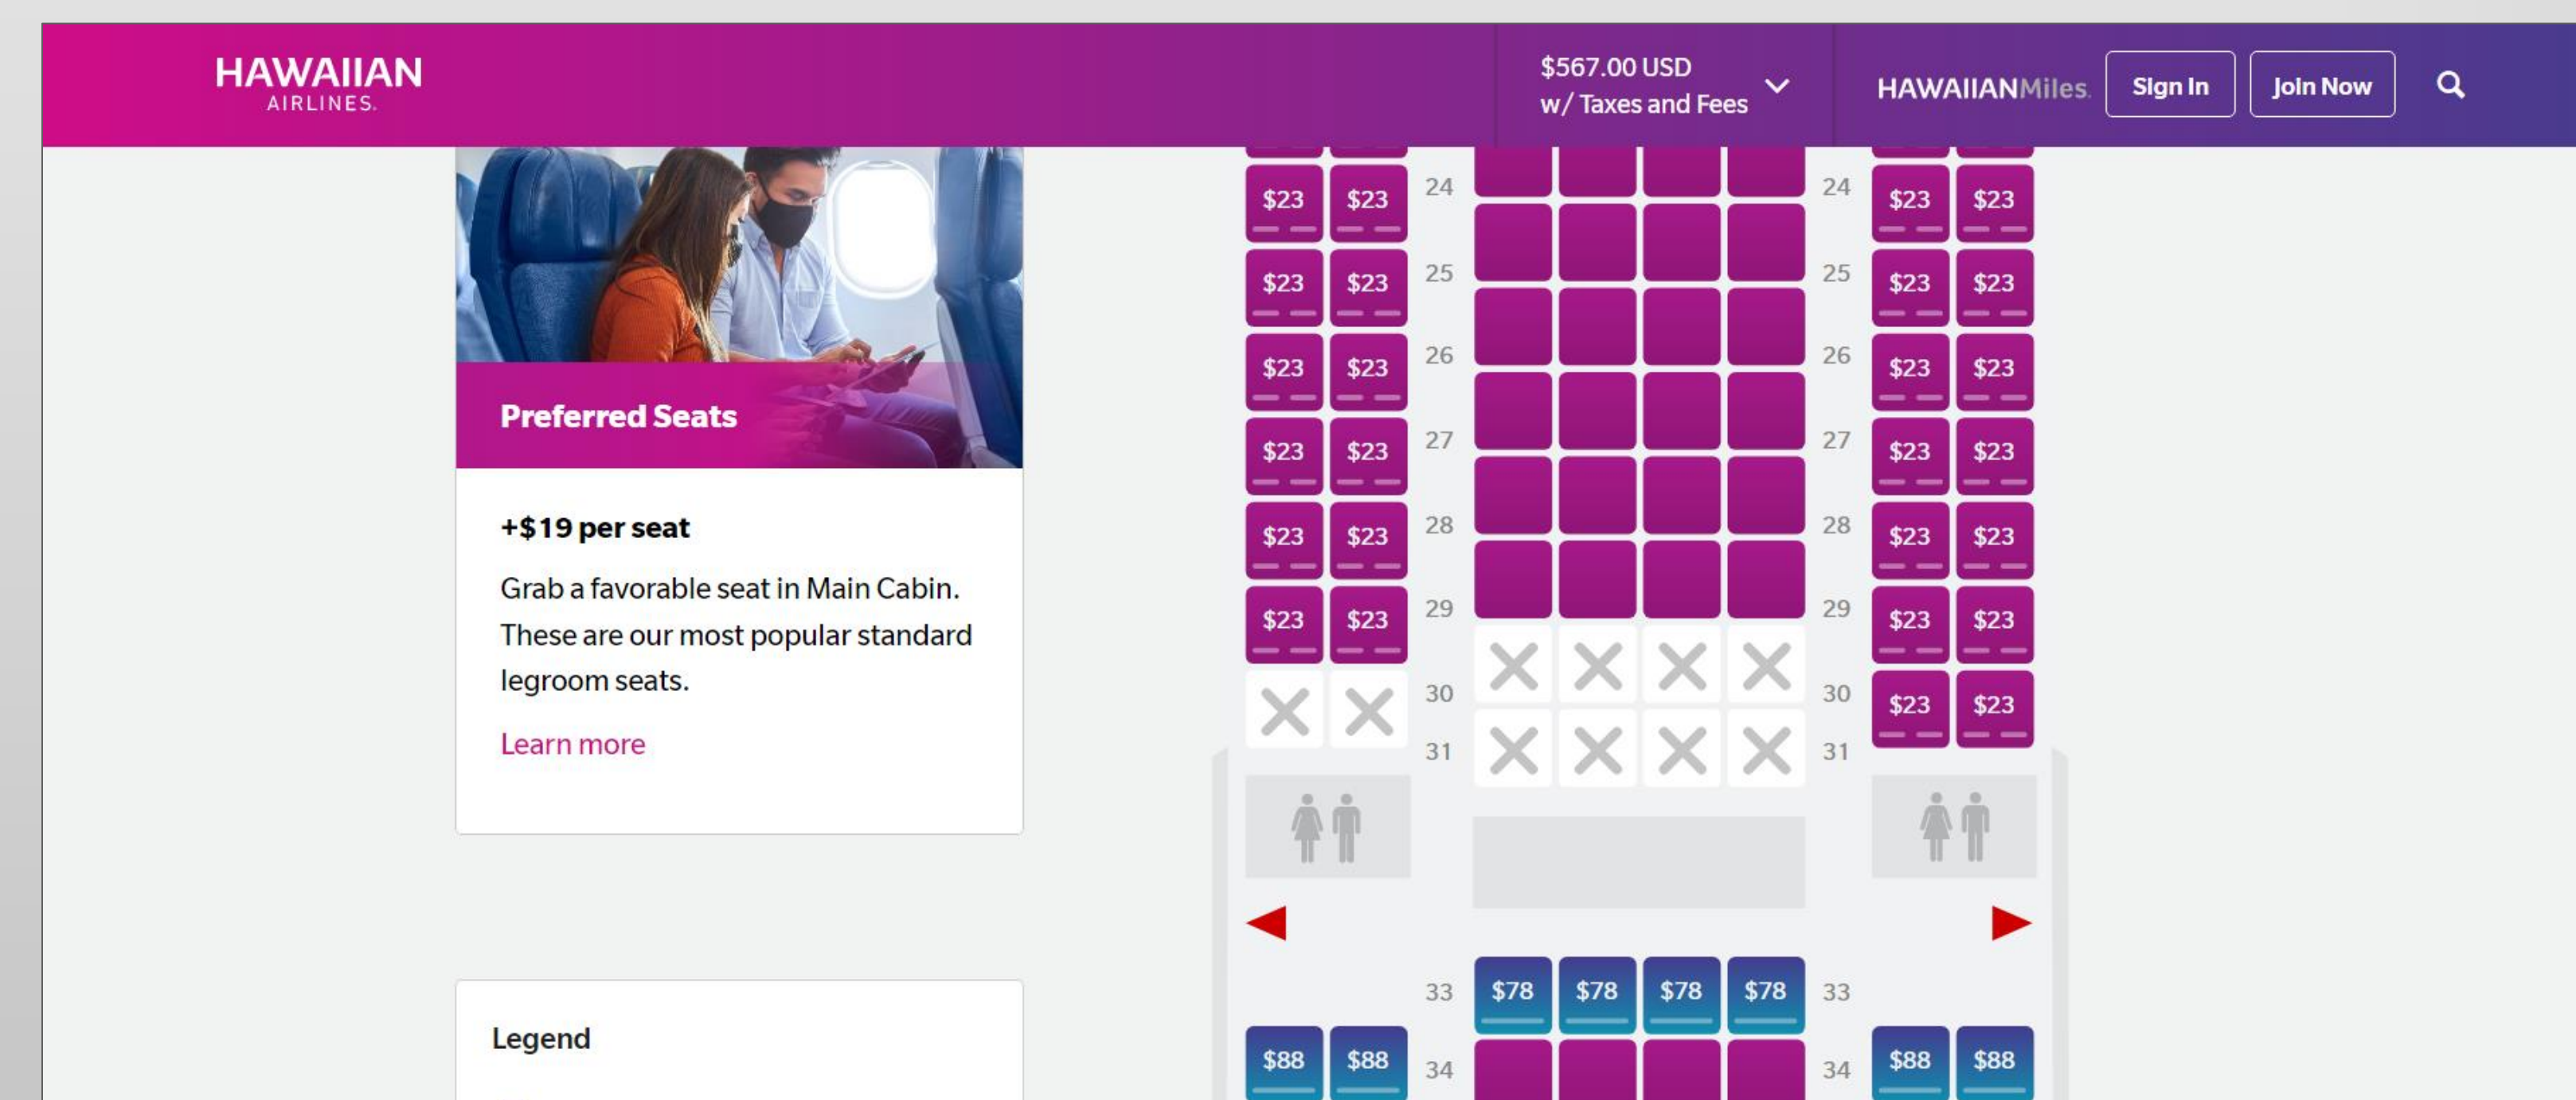 HAWAIIAN
AIRLINES.
$567.00 USD
w/ Taxes and Fees
HAWAIIANMiles.
Sign In
Join Now
Preferred Seats
+$19 per seat
Grab a favorable seat in Main Cabin.
These are our most popular standard
legroom seats.
Learn more
Legend
$23 $23 24 24 $23 $23
$23 $23 25 25 $23 $23
$23 $23 26 26 $23 $23
$23 $23 27 27 $23 $23
$23 $23 28 28 $23 $23
$23 $23 29 29 $23 $23
30 30 $23 $23
31 31
33 $78 $78 $78 $78 33
$88 $88 34 34 $88 $88